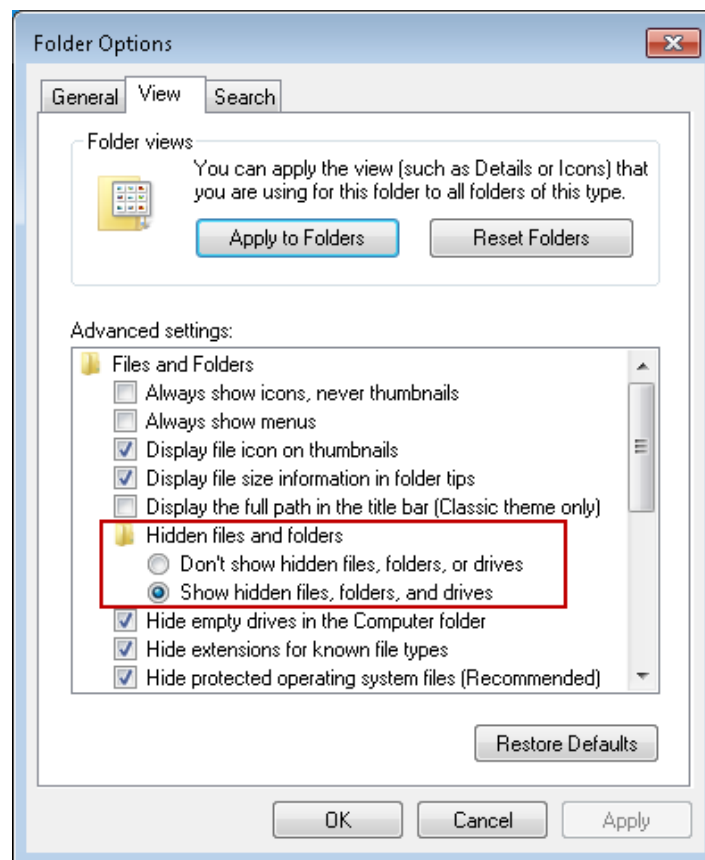 Folder Options
General
View
Search
Folder views
You can apply the view (such as Details or Icons) that
you are using for this folder to all folders of this type.
Apply to Folders
Reset Folders
Advanced settings:
Files and Folders
Always show icons, never thumbnails
Always show menus
Display file icon on thumbnails
Display file size information in folder tips
Display the full path in the title bar (Classic theme only)
Hidden files and folders
Don't show hidden files, folders, or drives
Show hidden files, folders, and drives
Hide empty drives in the Computer folder
Hide extensions for known file types
Hide protected operating system files (Recommended)
Restore Defaults
OK
Cancel
Apply